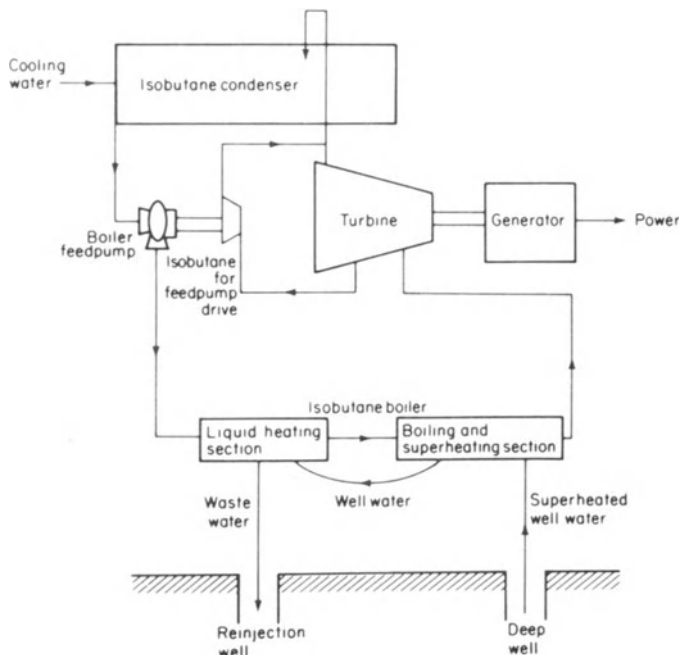 Cooling
water
Isobutane condenser
Boiler
feedpump
Isobutane
for
feedpump
drive
Turbine
Generator
Power
Isobutane boiler
Liquid heating
section
Boiling and
superheating section
Waste
water
Well water
Superheated
well water
Reinjection
well
Deep
well